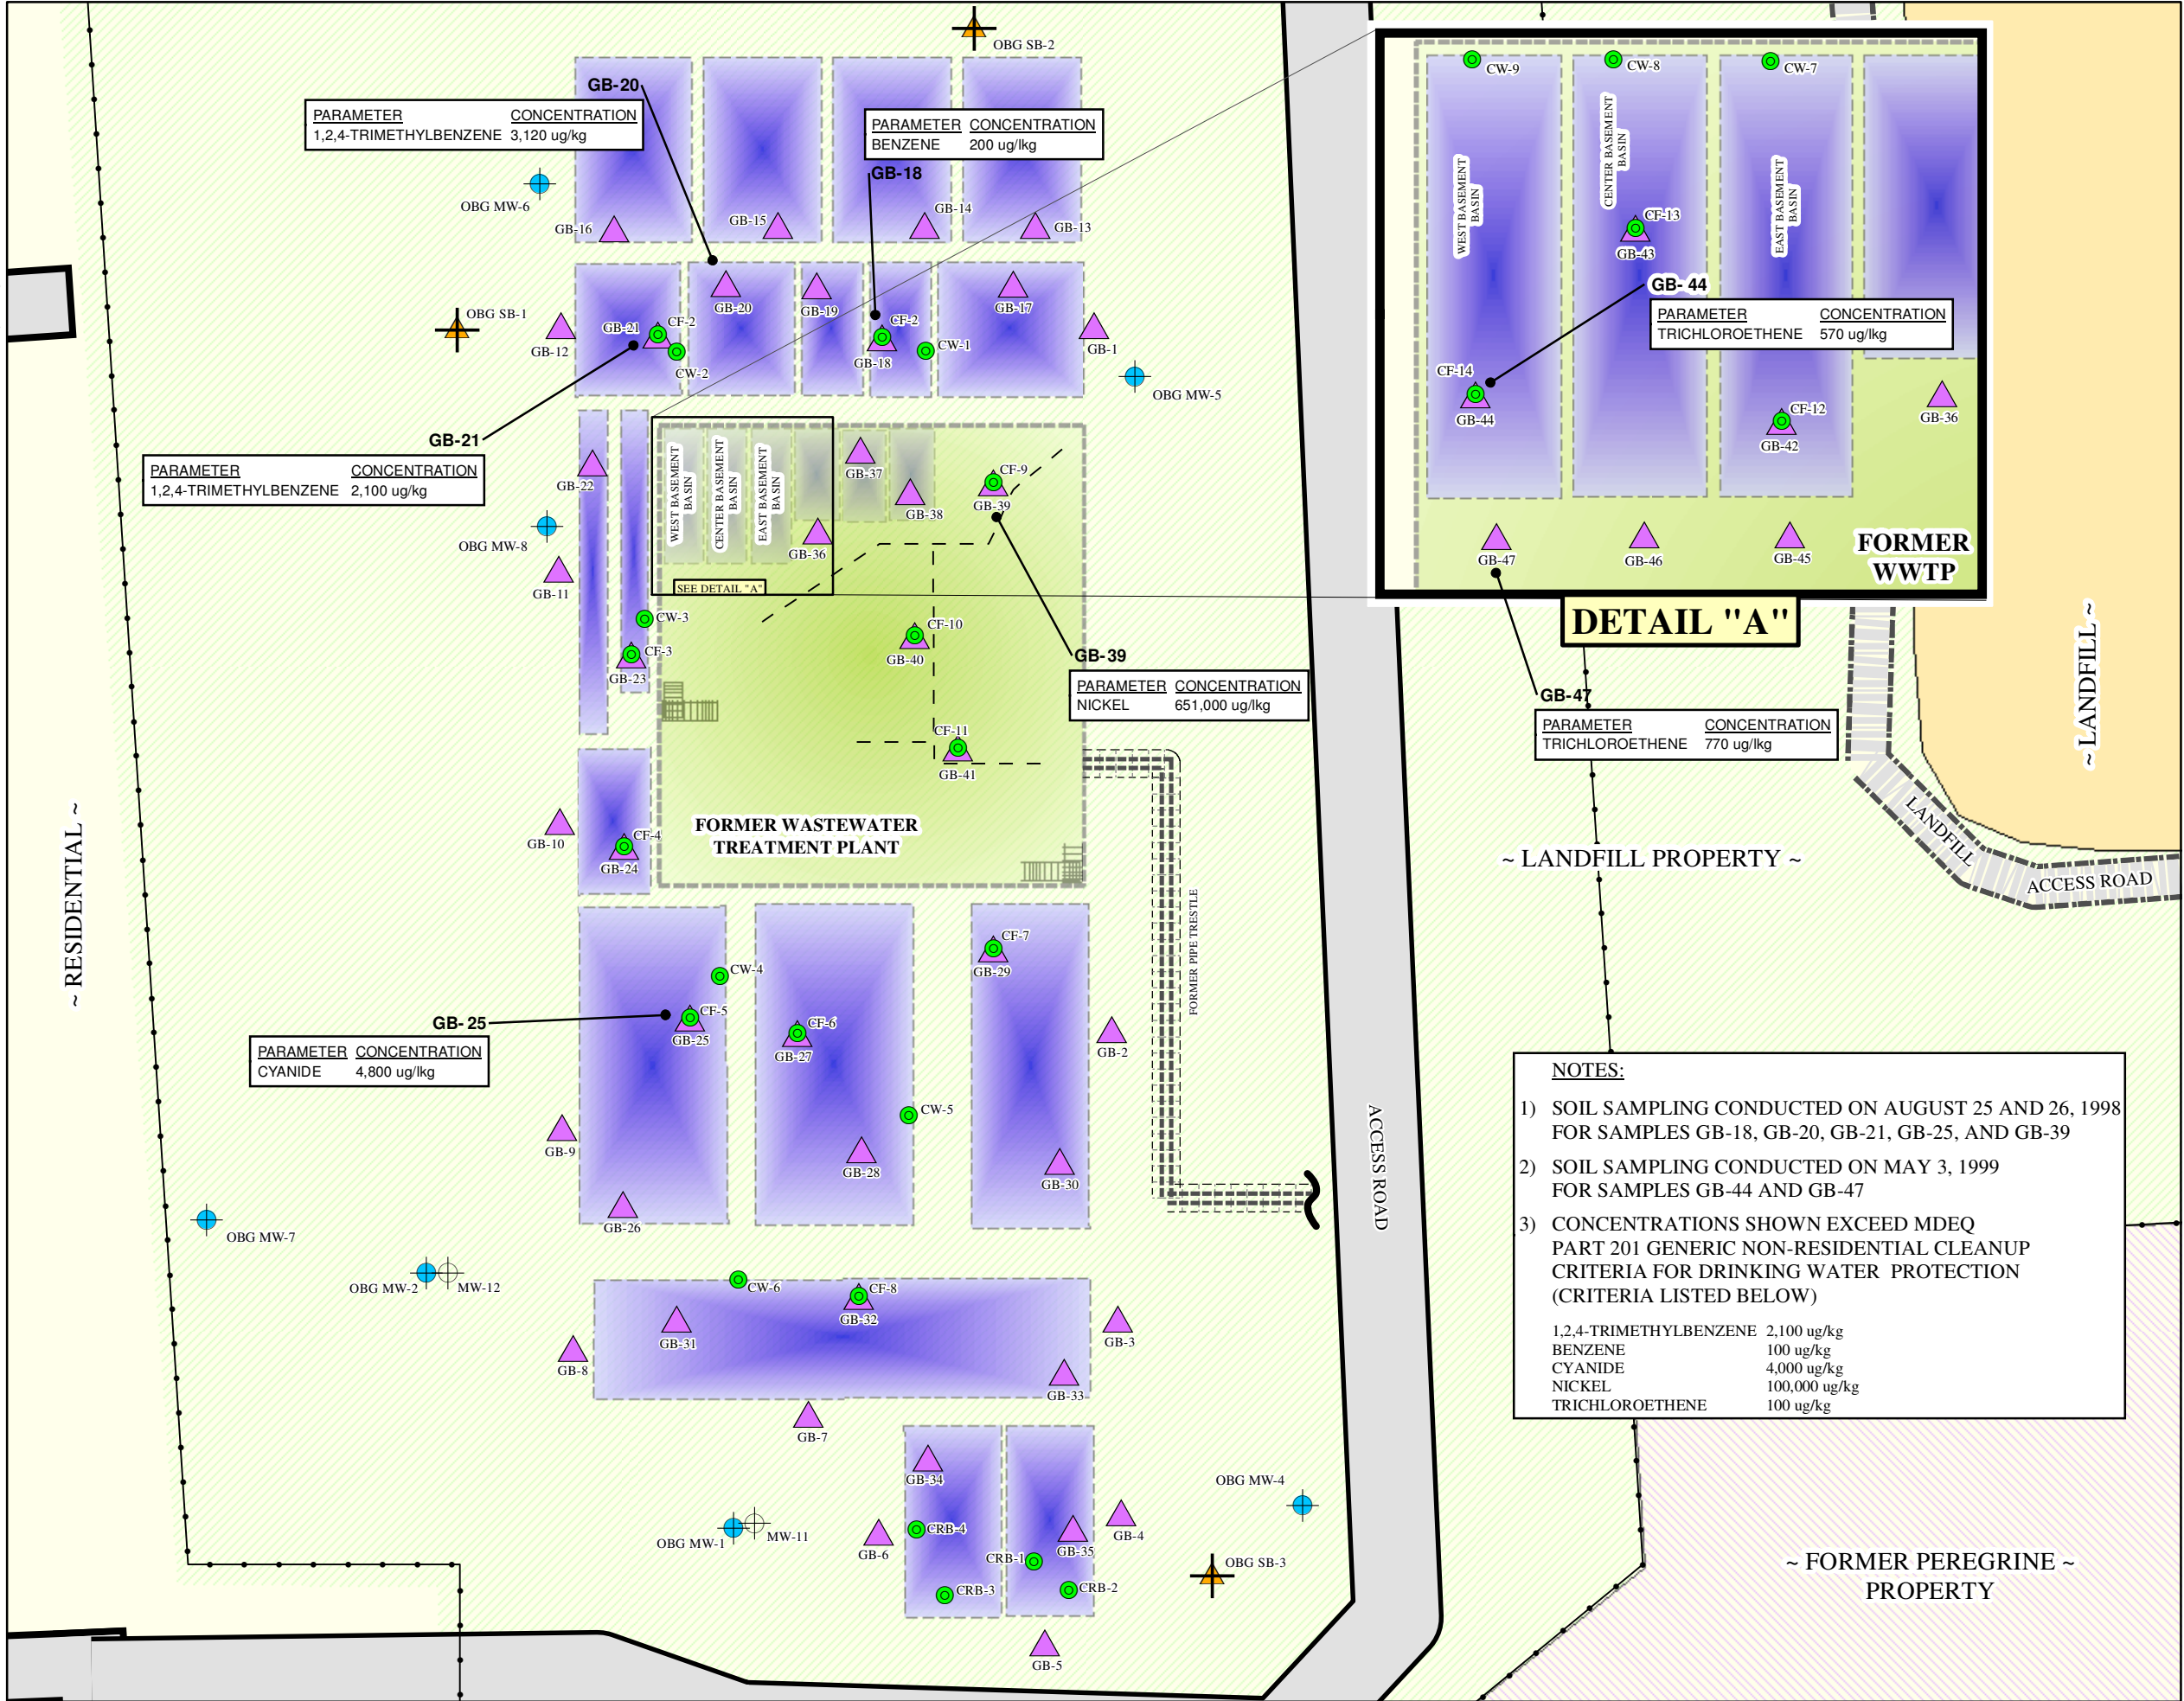 OBG SB-2
GB-20
PARAMETER CONCENTRATION
1,2,4-TRIMETHYLBENZENE 3,120 ug/kg
PARAMETER CONCENTRATION
BENZENE 200 ug/lkg
GB-18
OBG MW-6
GB-16
GB-15
GB-14
GB-13
OBG SB-1
GB-12
GB-21
CF-2
CW-2
GB-20
GB-19
CF-2
GB-18
CW-1
GB-17
GB-1
OBG MW-5
GB-21
PARAMETER CONCENTRATION
1,2,4-TRIMETHYLBENZENE 2,100 ug/kg
GB-22
OBG MW-8
GB-11
WEST BASEMENT
BASIN
CENTER BASEMENT
BASIN
EAST BASEMENT
BASIN
GB-37
GB-38
GB-36
CF-9
GB-39
SEE DETAIL "A"
CW-3
CF-3
GB-23
CF-10
GB-40
GB-39
PARAMETER CONCENTRATION
NICKEL 651,000 ug/lkg
CF-11
GB-41
FORMER WASTEWATER
TREATMENT PLANT
GB-10
CF-4
GB-24
~ RESIDENTIAL ~
FORMER PIPE TRESTLE
CW-4
CF-5
GB-25
GB- 25
PARAMETER CONCENTRATION
CYANIDE 4,800 ug/lkg
CF-6
GB-27
CF-7
GB-29
GB-2
CW-5
GB-9
GB-28
GB-30
GB-26
ACCESS ROAD
OBG MW-7
OBG MW-2
MW-12
CW-6
CF-8
GB-32
GB-31
GB-3
GB-8
GB-33
GB-7
GB-34
OBG MW-4
OBG MW-1
MW-11
GB-6
CRB-4
GB-35
GB-4
CRB-1
CRB-3
CRB-2
OBG SB-3
GB-5
CW-9
CW-8
CW-7
WEST BASEMENT
BASIN
CENTER BASEMENT
BASIN
EAST BASEMENT
BASIN
CF-13
GB-43
GB- 44
PARAMETER CONCENTRATION
TRICHLOROETHENE 570 ug/lkg
CF-14
GB-44
CF-12
GB-42
GB-36
GB-47
GB-46
GB-45
FORMER
WWTP
DETAIL "A"
GB-47
PARAMETER CONCENTRATION
TRICHLOROETHENE 770 ug/lkg
~ LANDFILL ~
~ LANDFILL PROPERTY ~
LANDFILL
ACCESS ROAD
NOTES:
1) SOIL SAMPLING CONDUCTED ON AUGUST 25 AND 26, 1998
FOR SAMPLES GB-18, GB-20, GB-21, GB-25, AND GB-39
2) SOIL SAMPLING CONDUCTED ON MAY 3, 1999
FOR SAMPLES GB-44 AND GB-47
3) CONCENTRATIONS SHOWN EXCEED MDEQ
PART 201 GENERIC NON-RESIDENTIAL CLEANUP
CRITERIA FOR DRINKING WATER PROTECTION
(CRITERIA LISTED BELOW)
1,2,4-TRIMETHYLBENZENE 2,100 ug/kg
BENZENE 100 ug/kg
CYANIDE 4,000 ug/kg
NICKEL 100,000 ug/kg
TRICHLOROETHENE 100 ug/kg
~ FORMER PEREGRINE ~
PROPERTY